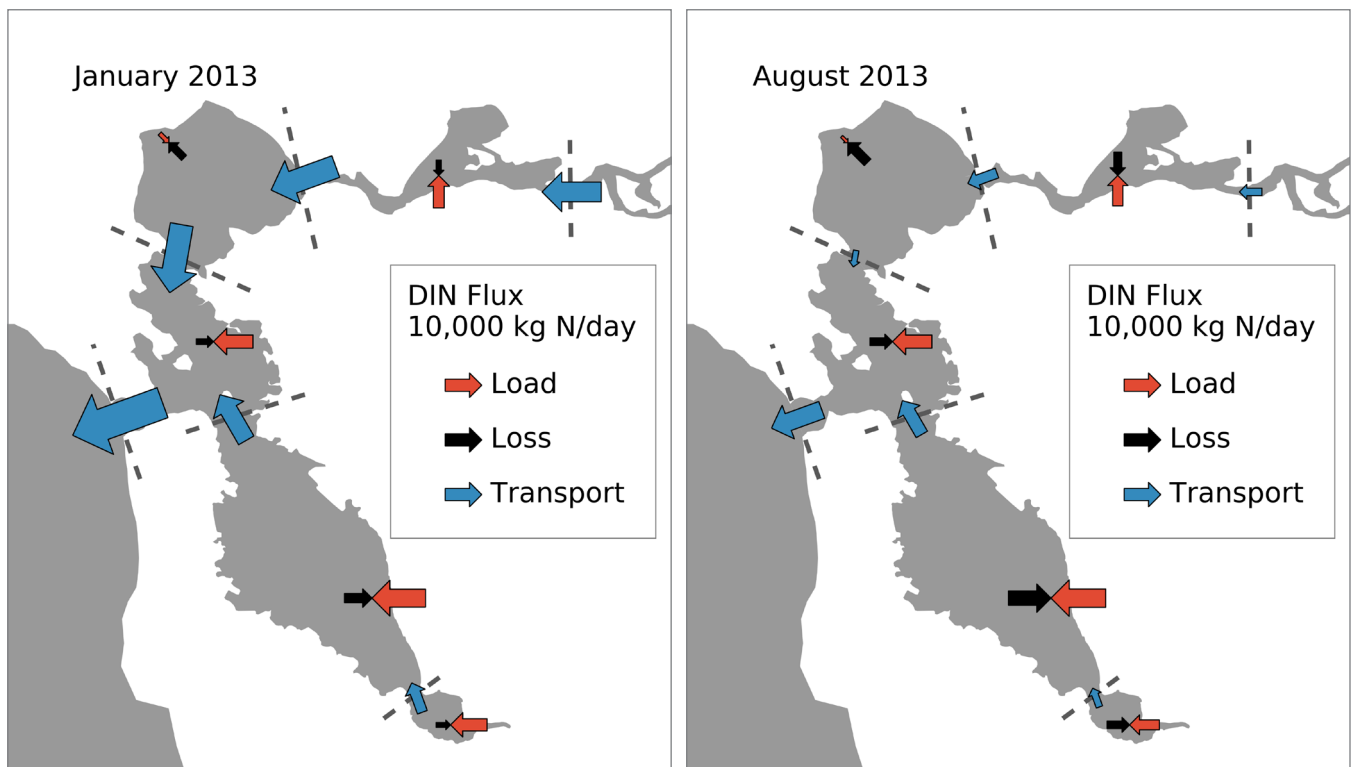 January 2013
DIN Flux
10,000 kg N/day
Load
Loss
Transport
August 2013
DIN Flux
10,000 kg N/day
Load
Loss
Transport